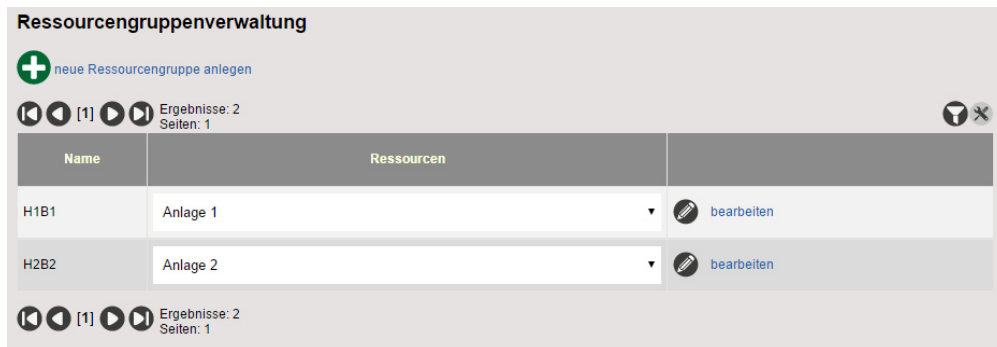 Ressourcengruppenverwaltung
neue Ressourcengruppe anlegen
[1] Ergebnisse: 2
Seiten: 1
Name Ressourcen
H1B1 Anlage 1 bearbeiten
H2B2 Anlage 2 bearbeiten
[1] Ergebnisse: 2
Seiten: 1